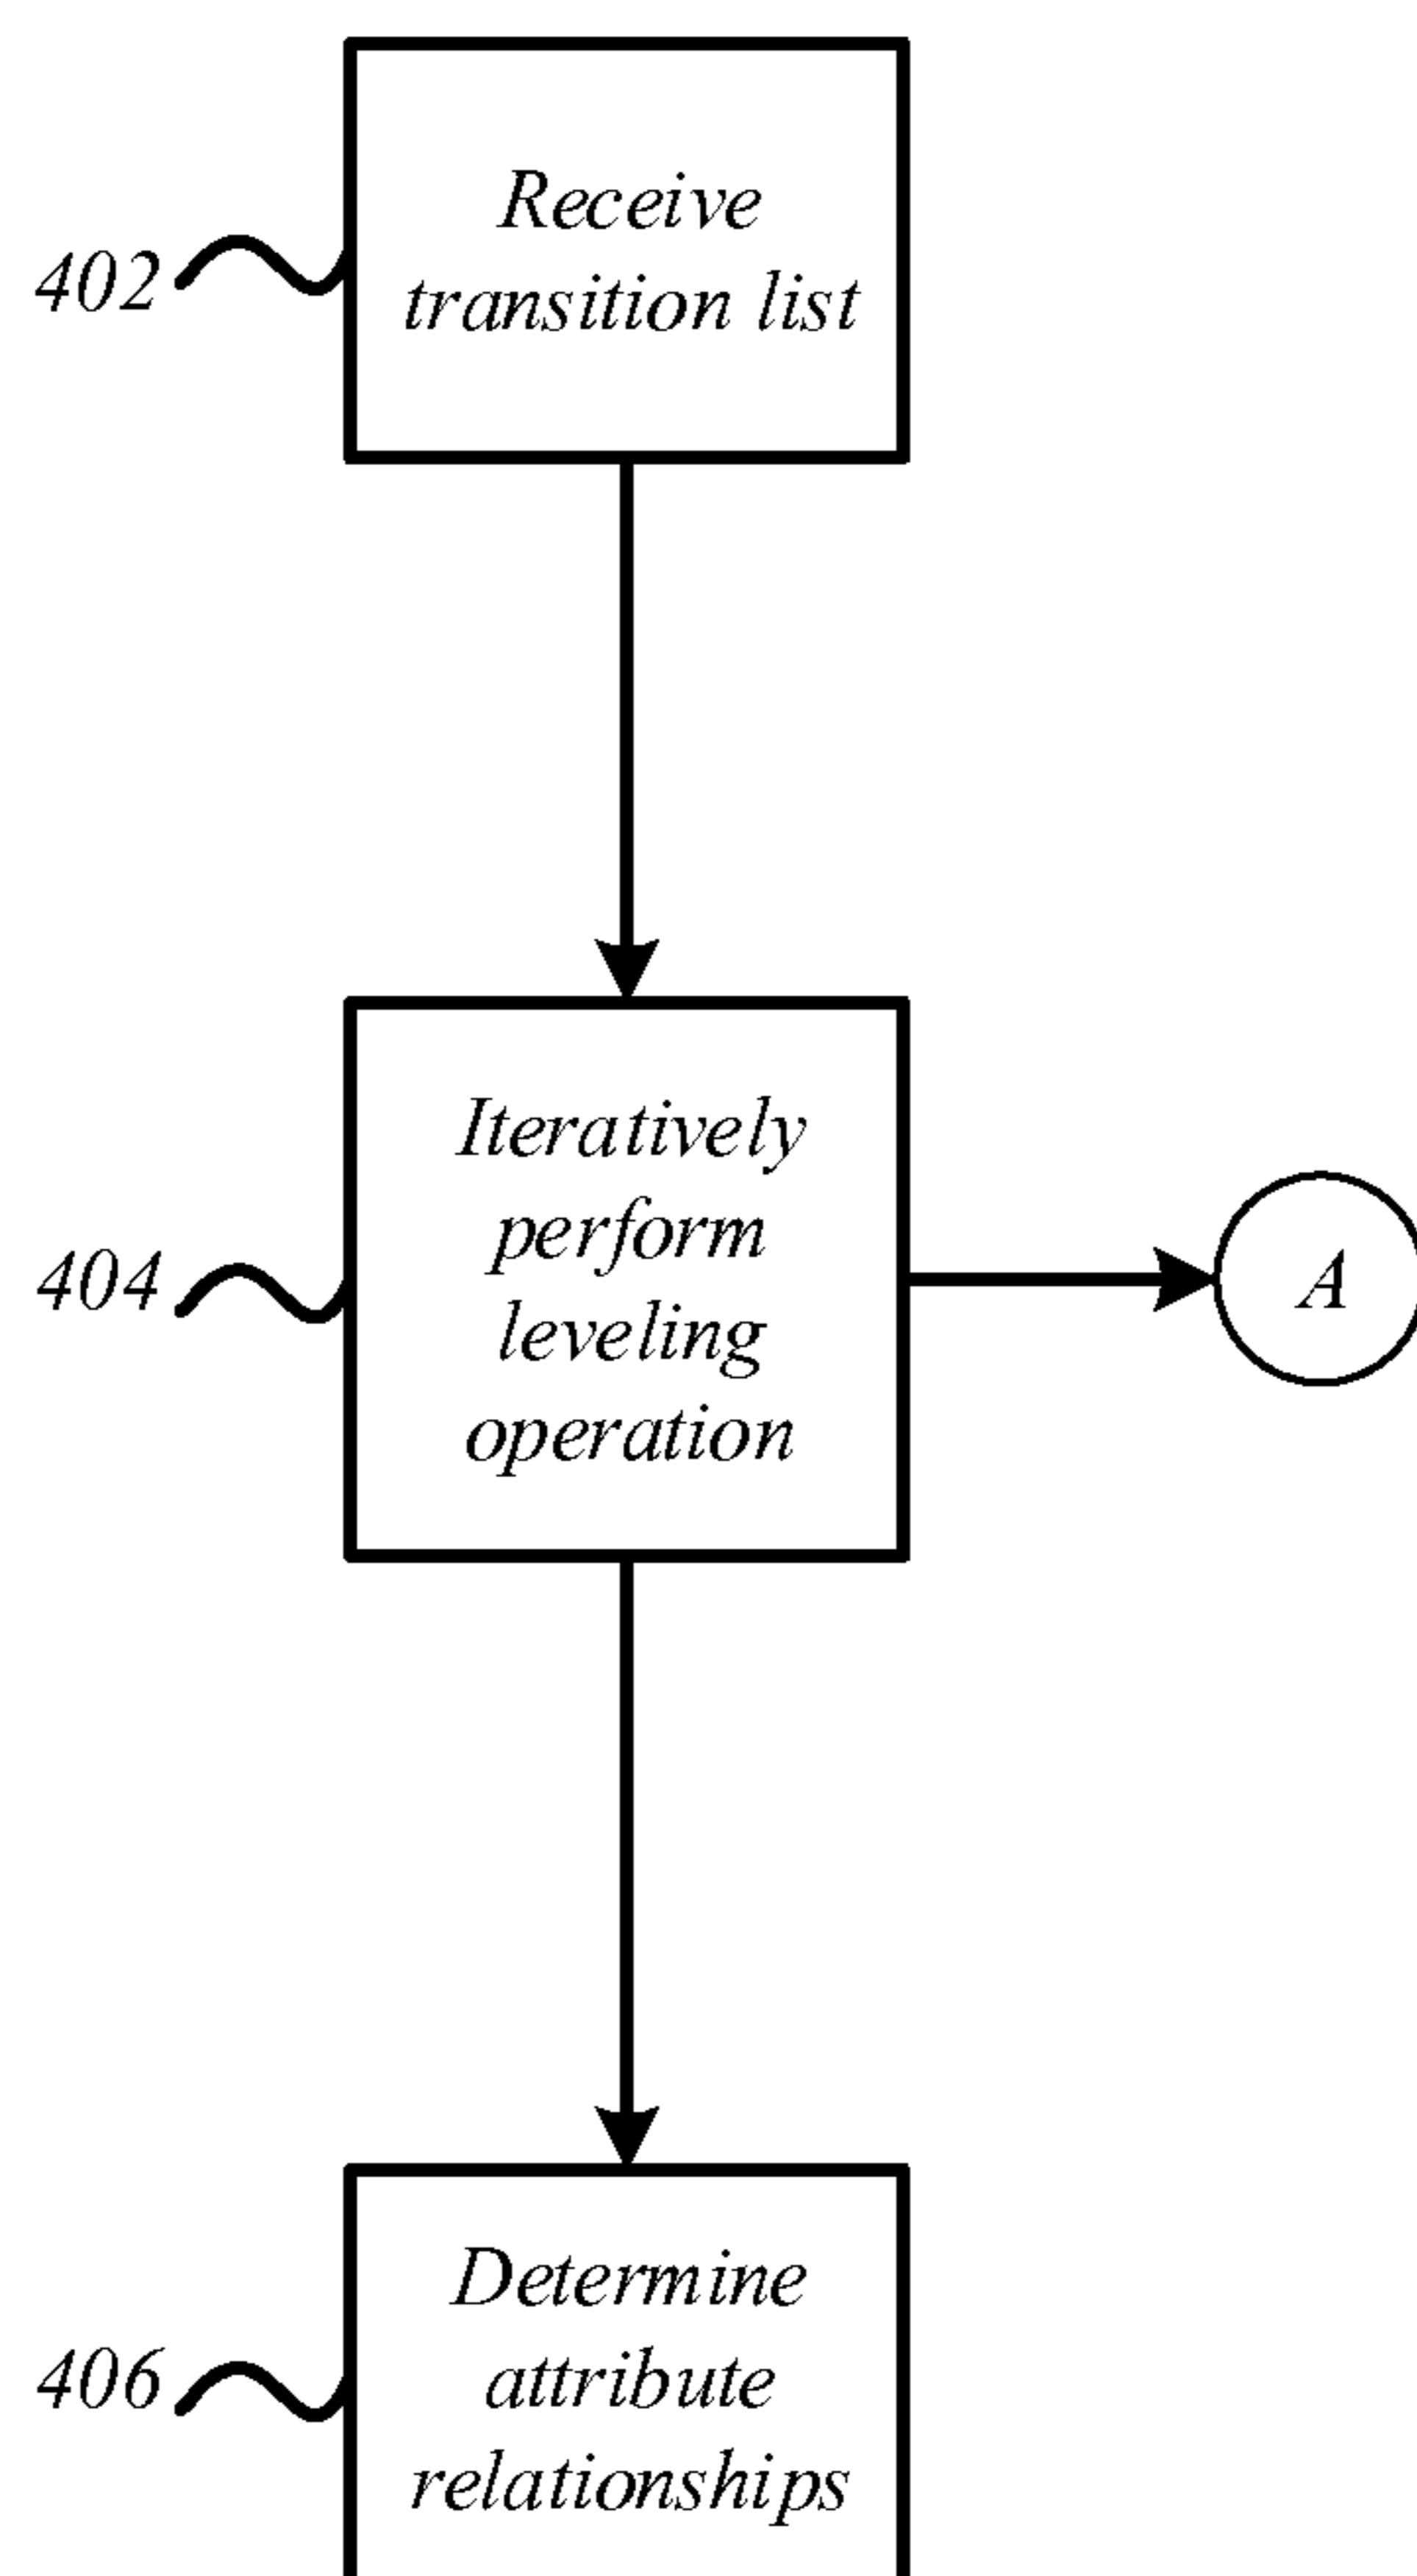 Receive
transition list
402
Iteratively
perform
leveling
operation
404
A
Determine
attribute
relationships
406